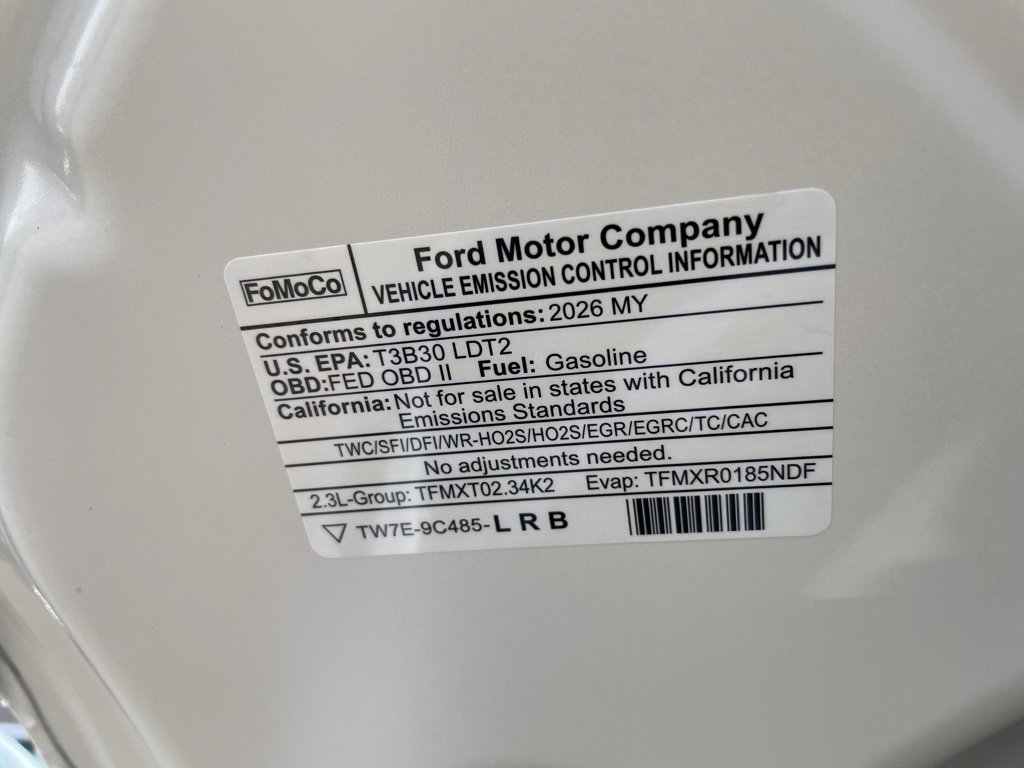 FoMoCo
Ford Motor Company
VEHICLE EMISSION CONTROL INFORMATION
Conforms to regulations: 2026 MY
U.S. EPA: T3B30 LDT2
OBD:FED OBD II Fuel: Gasoline
California: Not for sale in states with California
Emissions Standards
TWC/SFI/DFI/WR-HO2S/HO2S/EGR/EGRC/TC/CAC
No adjustments needed.
2.3L-Group: TFMXT02.34K2 Evap: TFMXR0185NDF
TW7E-9C485-LRB